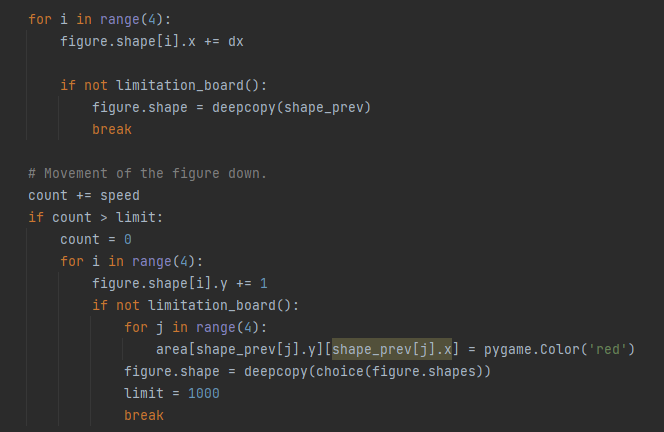 for i in range(4):
    figure.shape[i].x += dx

    if not limitation_board():
        figure.shape = deepcopy(shape_prev)
        break

# Movement of the figure down.
count += speed
if count > limit:
    count = 0
    for i in range(4):
        figure.shape[i].y += 1
        if not limitation_board():
            for j in range(4):
                area[shape_prev[j].y][shape_prev[j].x] = pygame.Color('red')
            figure.shape = deepcopy(choice(figure.shapes))
            limit = 1000
            break